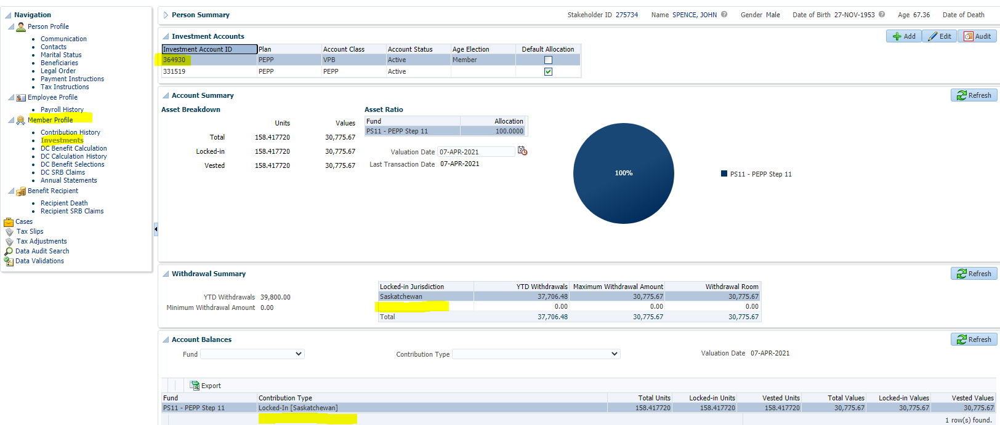 Navigation
Person Profile
Communication
Contacts
Marital Status
Beneficiaries
Legal Order
Payment Instructions
Tax Instructions
Employee Profile
Payroll History
Member Profile
Contribution History
Investments
DC Benefit Calculation
DC Calculation History
DC Benefit Selections
DC SRB Claims
Annual Statements
Benefit Recipient
Recipient Death
Recipient SRB Claims
Cases
Tax Slips
Tax Adjustments
Data Audit Search
Data Validations
Person Summary Stakeholder ID 275734 Name SPENCE, JOHN Gender Male Date of Birth 27-NOV-1953 Age 67.36 Date of Death
Investment Accounts Add Edit Audit
Investment Account ID Plan Account Class Account Status Age Election Default Allocation
364930 PEPP VPB Active Member
331519 PEPP PEPP Active
Account Summary Refresh
Asset Breakdown
Units Values
Total 158.417720 30,775.67
Locked-in 158.417720 30,775.67
Vested 158.417720 30,775.67
Asset Ratio
Fund Allocation
PS11 - PEPP Step 11 100.0000
Valuation Date 07-APR-2021
Last Transaction Date 07-APR-2021
100%
PS11 - PEPP Step 11
Withdrawal Summary Refresh
YTD Withdrawals 39,800.00
Minimum Withdrawal Amount 0.00
Locked-in Jurisdiction YTD Withdrawals Maximum Withdrawal Amount Withdrawal Room
Saskatchewan 37,706.48 30,775.67 30,775.67
0.00 0.00 0.00
Total 37,706.48 30,775.67 30,775.67
Account Balances Refresh
Fund Contribution Type Valuation Date 07-APR-2021
Export
Fund Contribution Type Total Units Locked-in Units Vested Units Total Values Locked-in Values Vested Values
PS11 - PEPP Step 11 Locked-In [Saskatchewan] 158.417720 158.417720 158.417720 30,775.67 30,775.67 30,775.67
1 row(s) found.